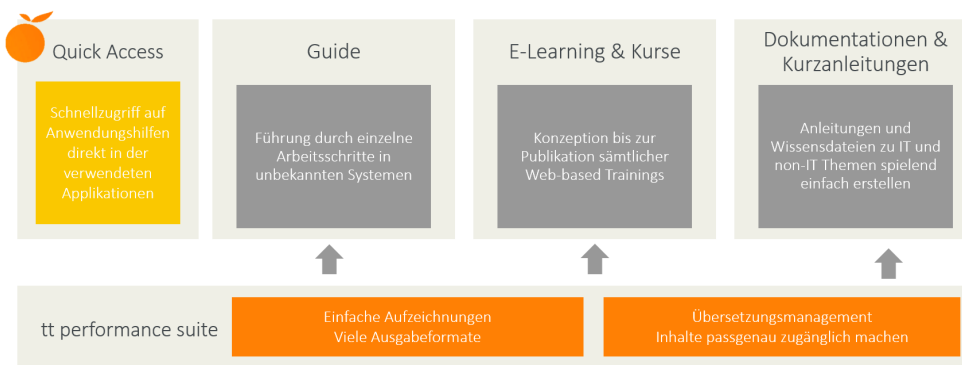 Quick Access
Schnellzugriff auf
Anwendungshilfen
direkt in der
verwendeten
Applikationen
Guide
Führung durch einzelne
Arbeitsschritte in
unbekannten Systemen
E-Learning & Kurse
Konzeption bis zur
Publikation sämtlicher
Web-based Trainings
Dokumentationen &
Kurzanleitungen
Anleitungen und
Wissensdateien zu IT und
non-IT Themen spielend
einfach erstellen
tt performance suite
Einfache Aufzeichnungen
Viele Ausgabeformate
Übersetzungsmanagement
Inhalte passgenau zugänglich machen